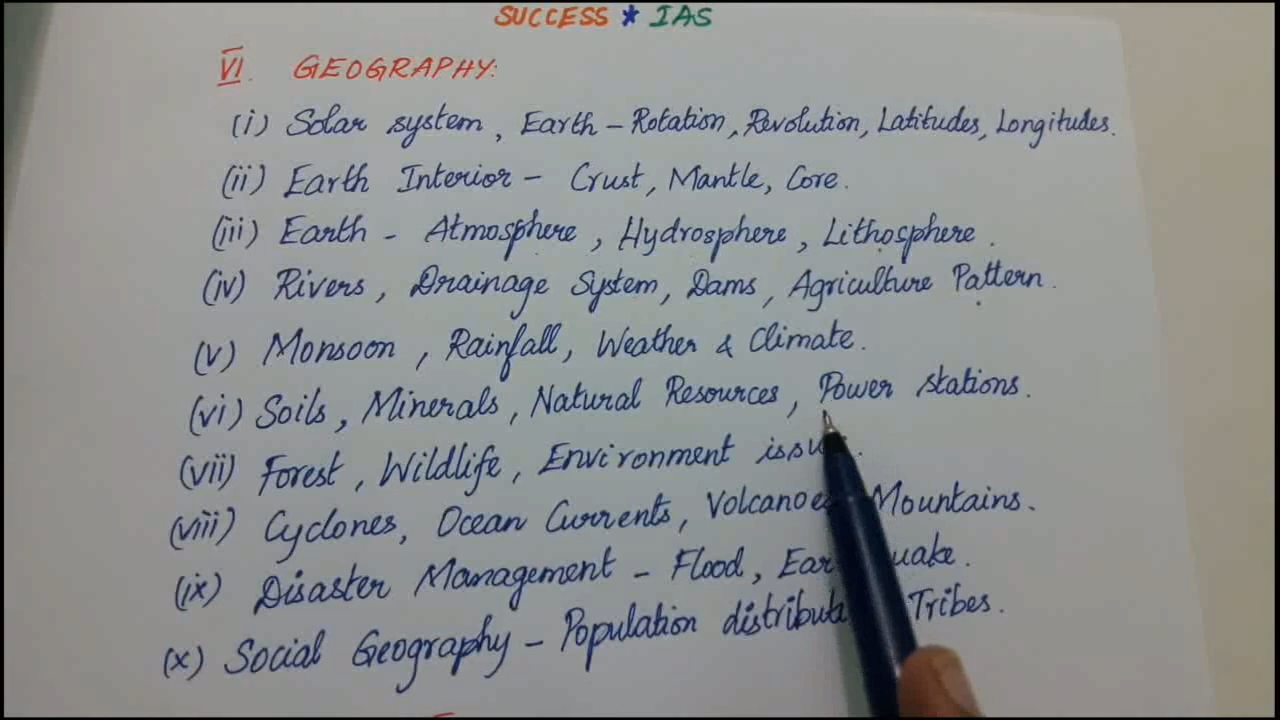 SUCCESS * IAS
VI. GEOGRAPHY:
(i) Solar system, Earth - Rotation, Revolution, Latitudes, Longitudes.
(ii) Earth Interior - Crust, Mantle, Core.
(iii) Earth - Atmosphere, Hydrosphere, Lithosphere.
(iv) Rivers, Drainage System, Dams, Agriculture Pattern.
(v) Monsoon, Rainfall, Weather & Climate.
(vi) Soils, Minerals, Natural Resources, Power stations.
(vii) Forest, Wildlife, Environment
(viii) Cyclones, Ocean Currents, Mountains.
(ix) Disaster Management - Flood,
(x) Social Geography - Population Tribes.